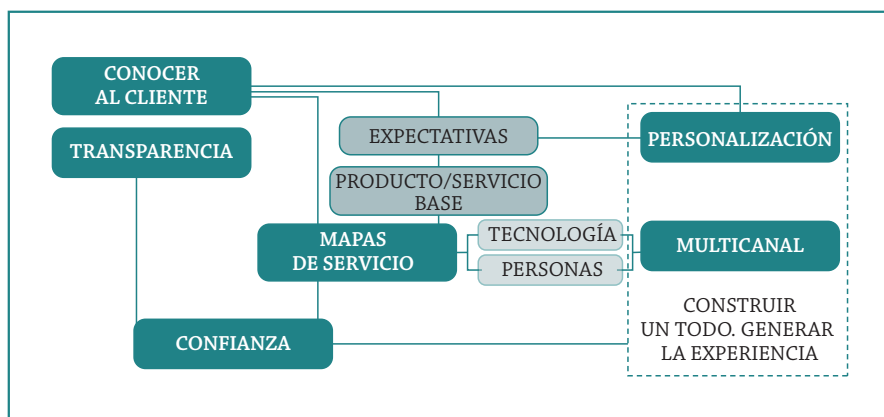 CONOCER
AL CLIENTE
TRANSPARENCIA
EXPECTATIVAS
PERSONALIZACIÓN
PRODUCTO/SERVICIO
BASE
MAPAS
DE SERVICIO
TECNOLOGÍA
PERSONAS
MULTICANAL
CONFIANZA
CONSTRUIR
UN TODO. GENERAR
LA EXPERIENCIA